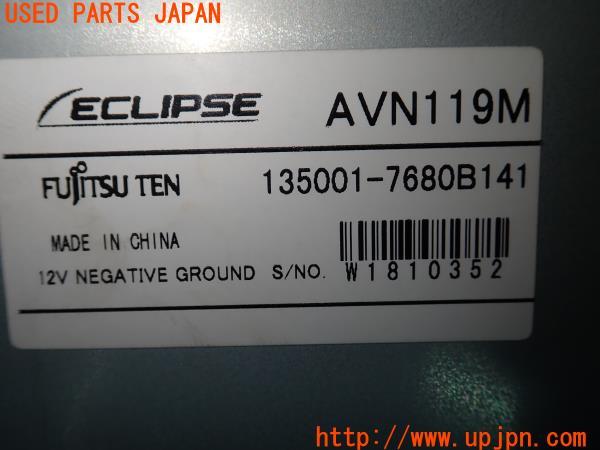 USED PARTS JAPAN
ECLIPSE AVN119M
FUJITSU TEN 135001-7680B141
MADE IN CHINA
12V NEGATIVE GROUND S/NO. W1810352
http://www.upjpn.com/